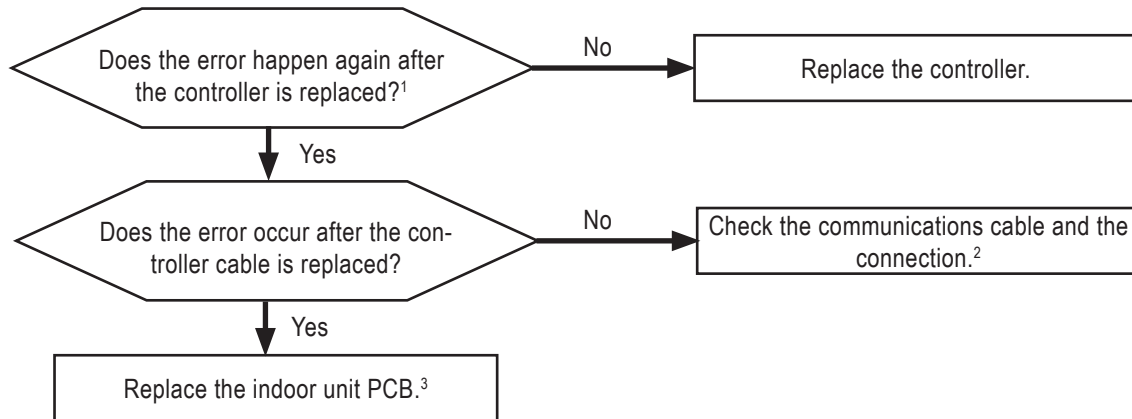 Does the error happen again after
the controller is replaced?¹
No
Replace the controller.
Yes
Does the error occur after the con-
troller cable is replaced?
No
Check the communications cable and the
connection.²
Yes
Replace the indoor unit PCB.³